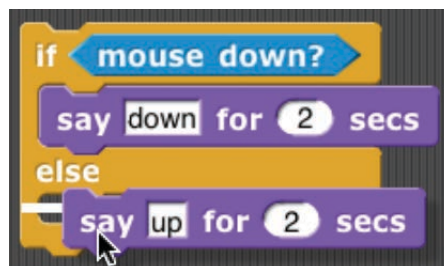 if mouse down?
say down for 2 secs
else
say up for 2 secs